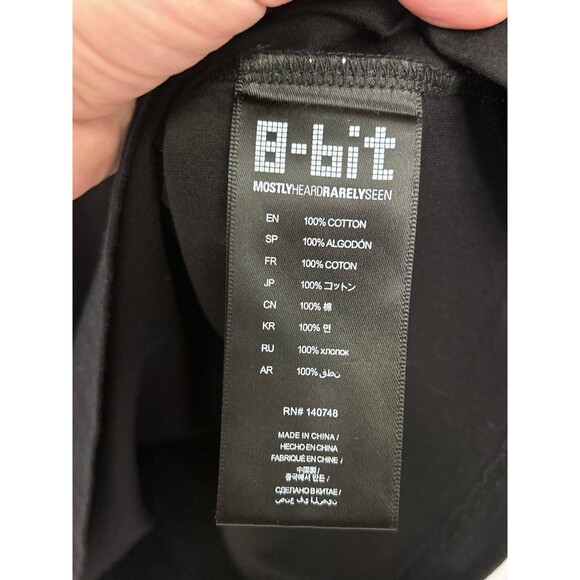 8-bit
MOSTLYHEARDRARELYSEEN
EN 100% COTTON
SP 100% ALGODÓN
FR 100% COTON
JP 100% コットン
CN 100% 棉
KR 100% 면
RU 100% хлопок
AR 100% قطن
RN# 140748
MADE IN CHINA /
HECHO EN CHINA /
FABRIQUÉ EN CHINE /
中国製 /
중국에서 만든 /
СДЕЛАНО В КИТАЕ /
صنع في الصين